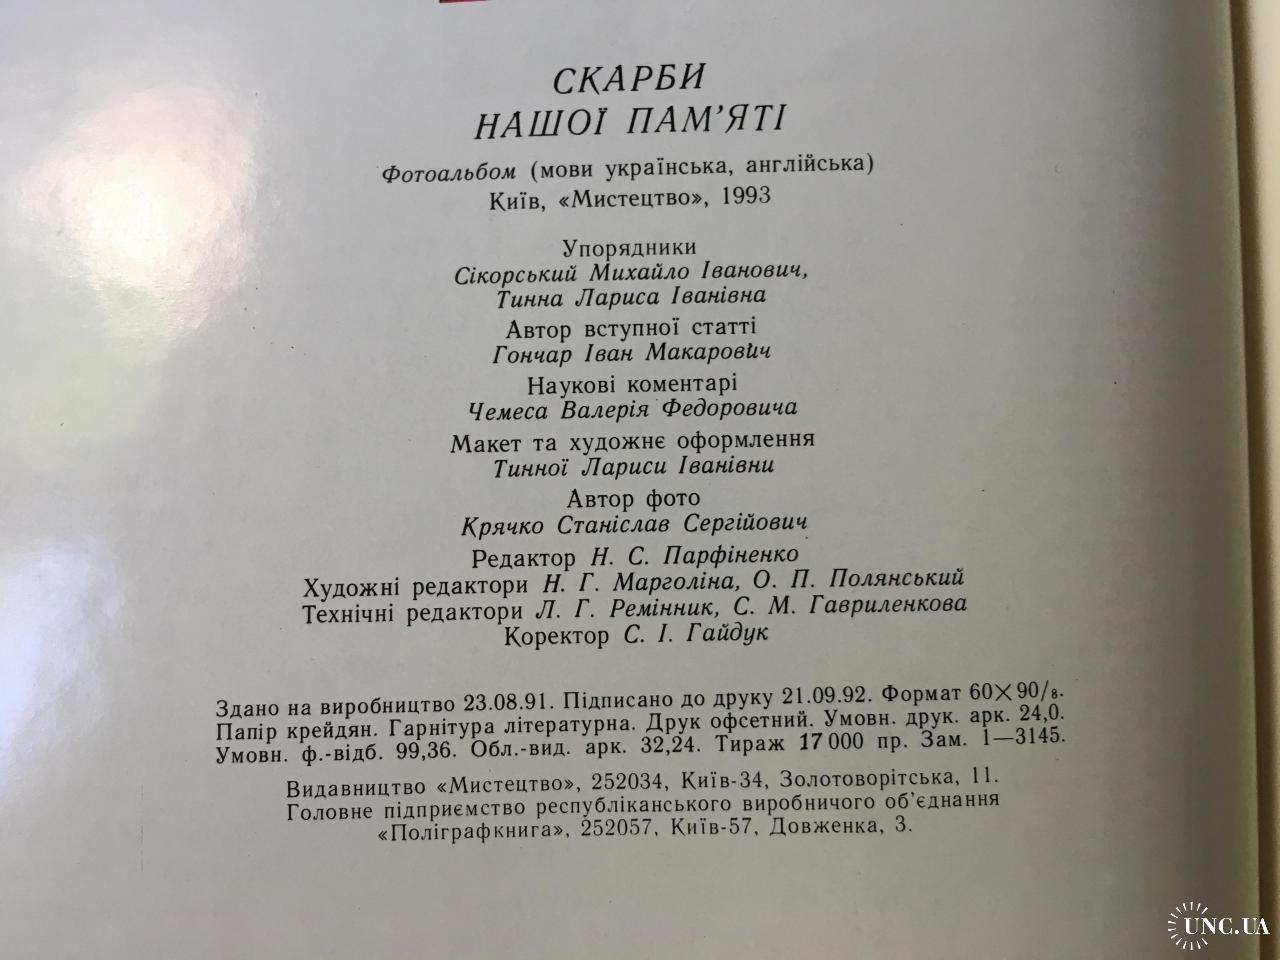 СКАРБИ
НАШОЇ ПАМ’ЯТІ
Фотоальбом (мови українська, англійська)
Київ, «Мистецтво», 1993
Упорядники
Сікорський Михайло Іванович,
Тинна Лариса Іванівна
Автор вступної статті
Гончар Іван Макарович
Наукові коментарі
Чемеса Валерія Федоровича
Макет та художнє оформлення
Тинної Лариси Іванівни
Автор фото
Крячко Станіслав Сергійович
Редактор Н. С. Парфіненко
Художні редактори Н. Г. Марголіна, О. П. Полянський
Технічні редактори Л. Г. Ремінник, С. М. Гавриленкова
Коректор С. І. Гайдук
Здано на виробництво 23.08.91. Підписано до друку 21.09.92. Формат 60×90/8.
Папір крейдян. Гарнітура літературна. Друк офсетний. Умовн. друк. арк. 24,0.
Умовн. ф.-відб. 99,36. Обл.-вид. арк. 32,24. Тираж 17 000 пр. Зам. 1—3145.
Видавництво «Мистецтво», 252034, Київ-34, Золотоворітська, 11.
Головне підприємство республіканського виробничого об’єднання
«Поліграфкнига», 252057, Київ-57, Довженка, 3.
UNC.UA